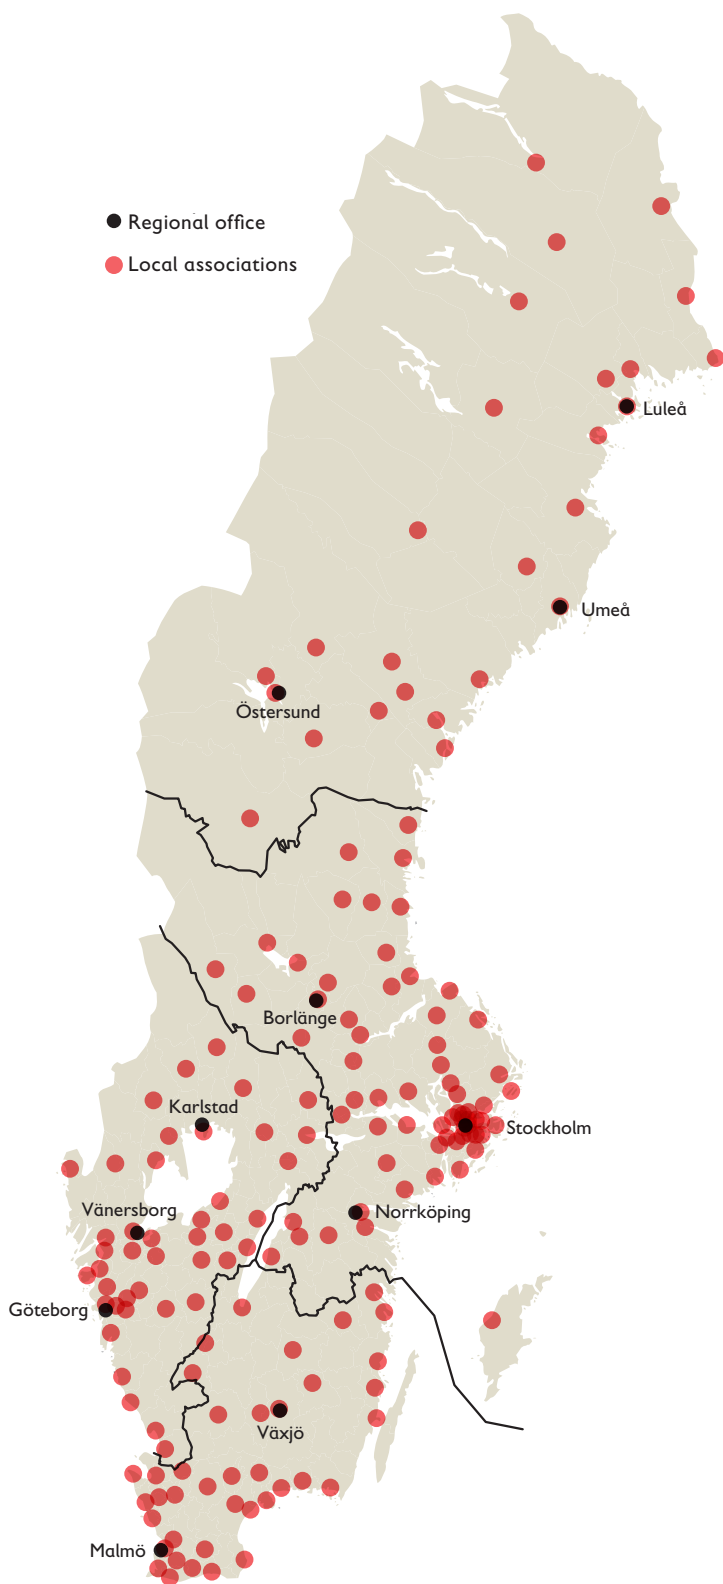 Regional office
Local associations
Luleå
Umeå
Östersund
Borlänge
Karlstad
Stockholm
Vänersborg
Norrköping
Göteborg
Växjö
Malmö